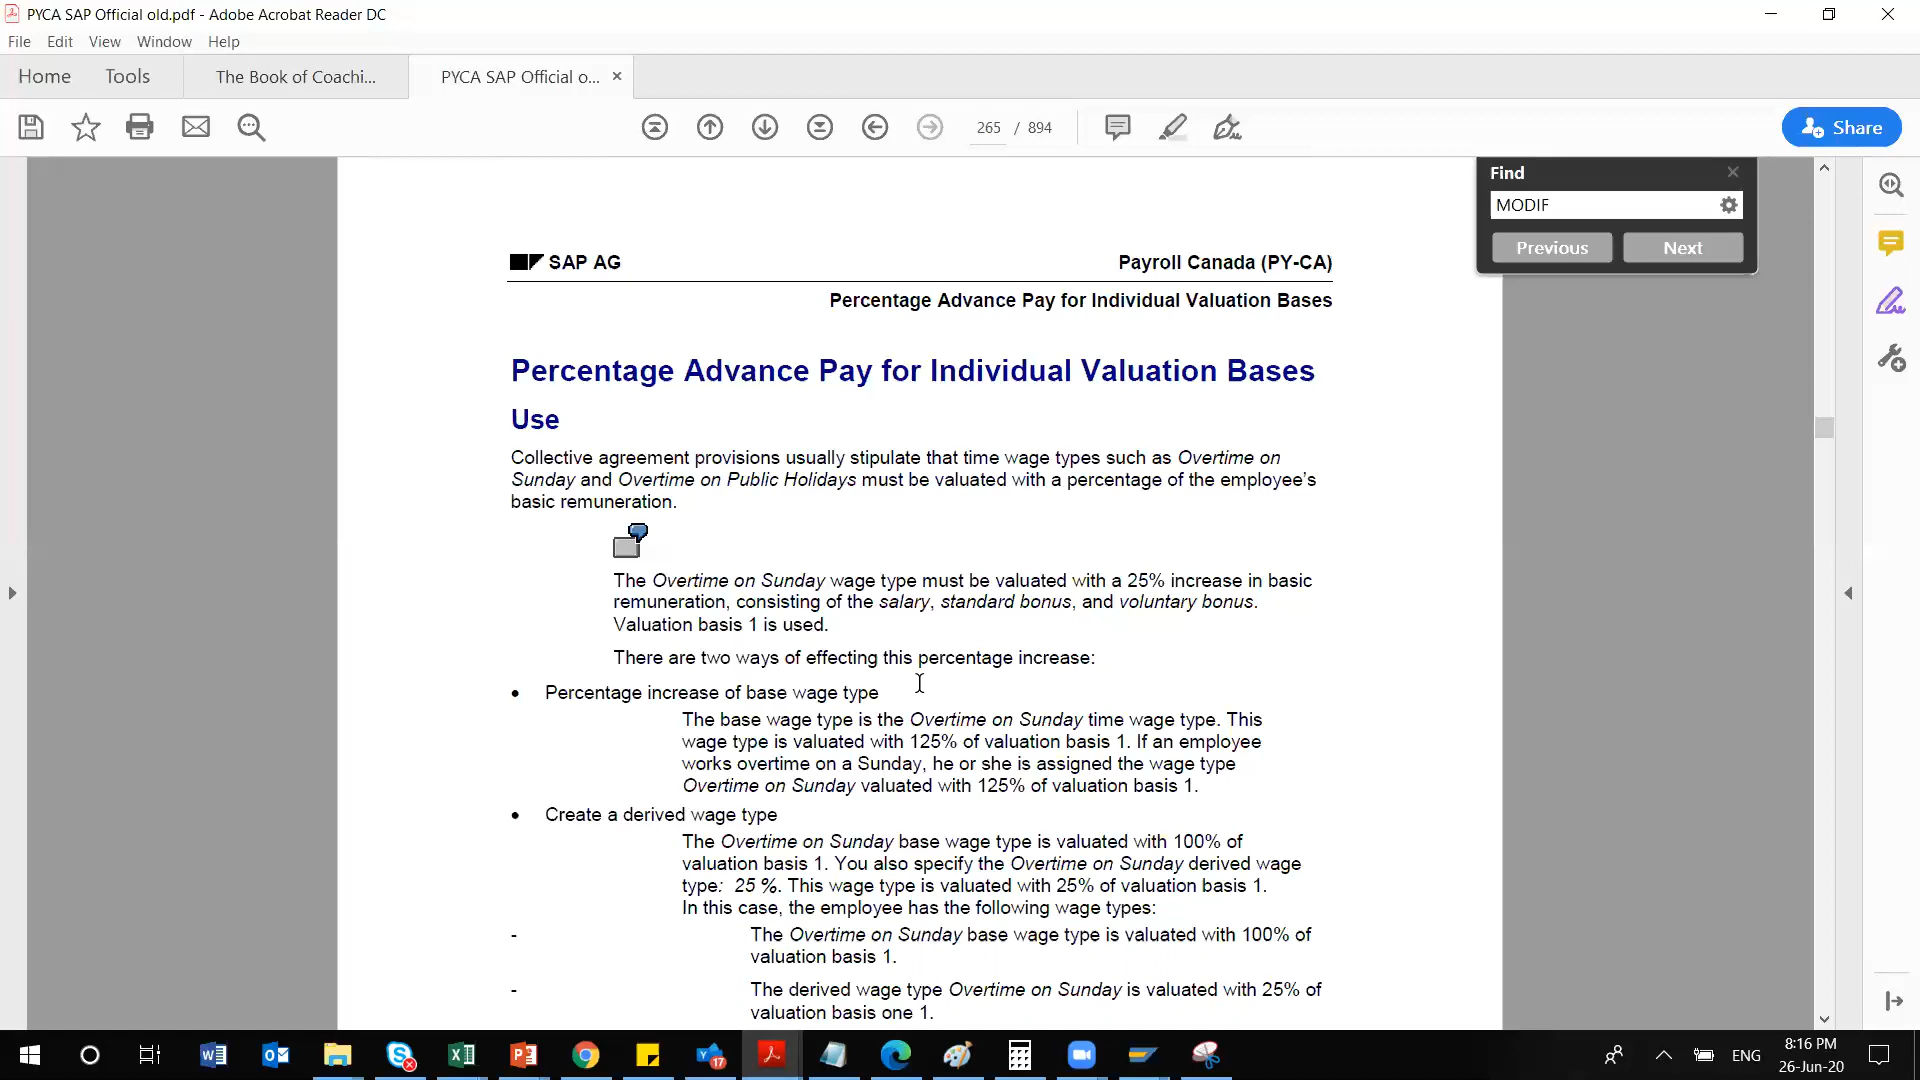 PYCA SAP Official old.pdf - Adobe Acrobat Reader DC
File Edit View Window Help
Home Tools The Book of Coachi... PYCA SAP Official o...
265 / 894
Share
Find
MODIF
Previous Next
SAP AG Payroll Canada (PY-CA)
Percentage Advance Pay for Individual Valuation Bases
Percentage Advance Pay for Individual Valuation Bases
Use
Collective agreement provisions usually stipulate that time wage types such as Overtime on
Sunday and Overtime on Public Holidays must be valuated with a percentage of the employee's
basic remuneration.
The Overtime on Sunday wage type must be valuated with a 25% increase in basic
remuneration, consisting of the salary, standard bonus, and voluntary bonus.
Valuation basis 1 is used.
There are two ways of effecting this percentage increase:
• Percentage increase of base wage type
The base wage type is the Overtime on Sunday time wage type. This
wage type is valuated with 125% of valuation basis 1. If an employee
works overtime on a Sunday, he or she is assigned the wage type
Overtime on Sunday valuated with 125% of valuation basis 1.
• Create a derived wage type
The Overtime on Sunday base wage type is valuated with 100% of
valuation basis 1. You also specify the Overtime on Sunday derived wage
type: 25 %. This wage type is valuated with 25% of valuation basis 1.
In this case, the employee has the following wage types:
- The Overtime on Sunday base wage type is valuated with 100% of
valuation basis 1.
- The derived wage type Overtime on Sunday is valuated with 25% of
valuation basis one 1.
17
ENG
8:16 PM
26-Jun-20